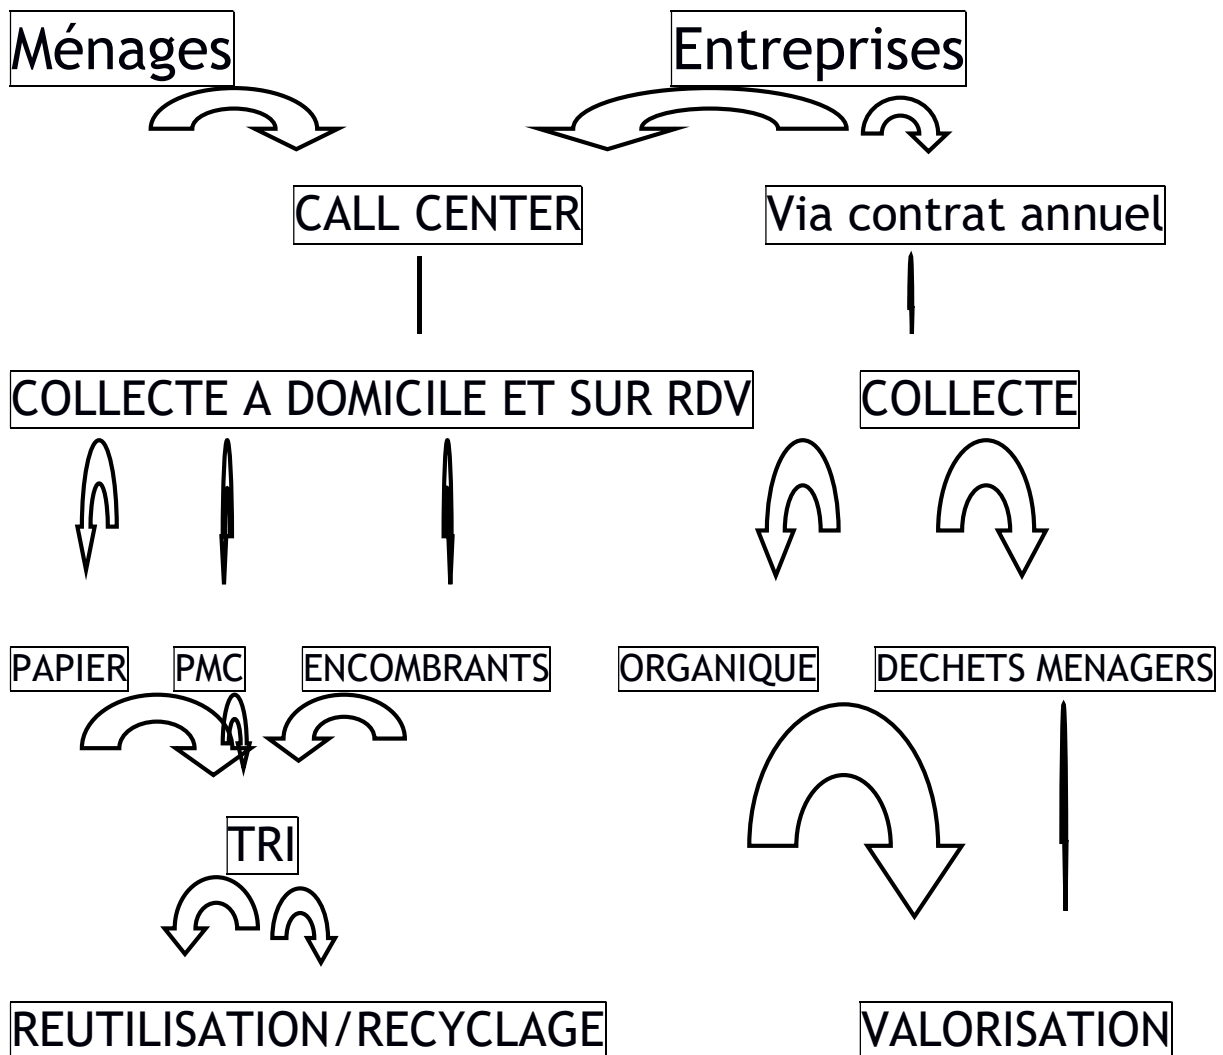 Ménages
Entreprises
CALL CENTER
Via contrat annuel
COLLECTE A DOMICILE ET SUR RDV
COLLECTE
PAPIER
PMC
ENCOMBRANTS
ORGANIQUE
DECHETS MENAGERS
TRI
REUTILISATION/RECYCLAGE
VALORISATION